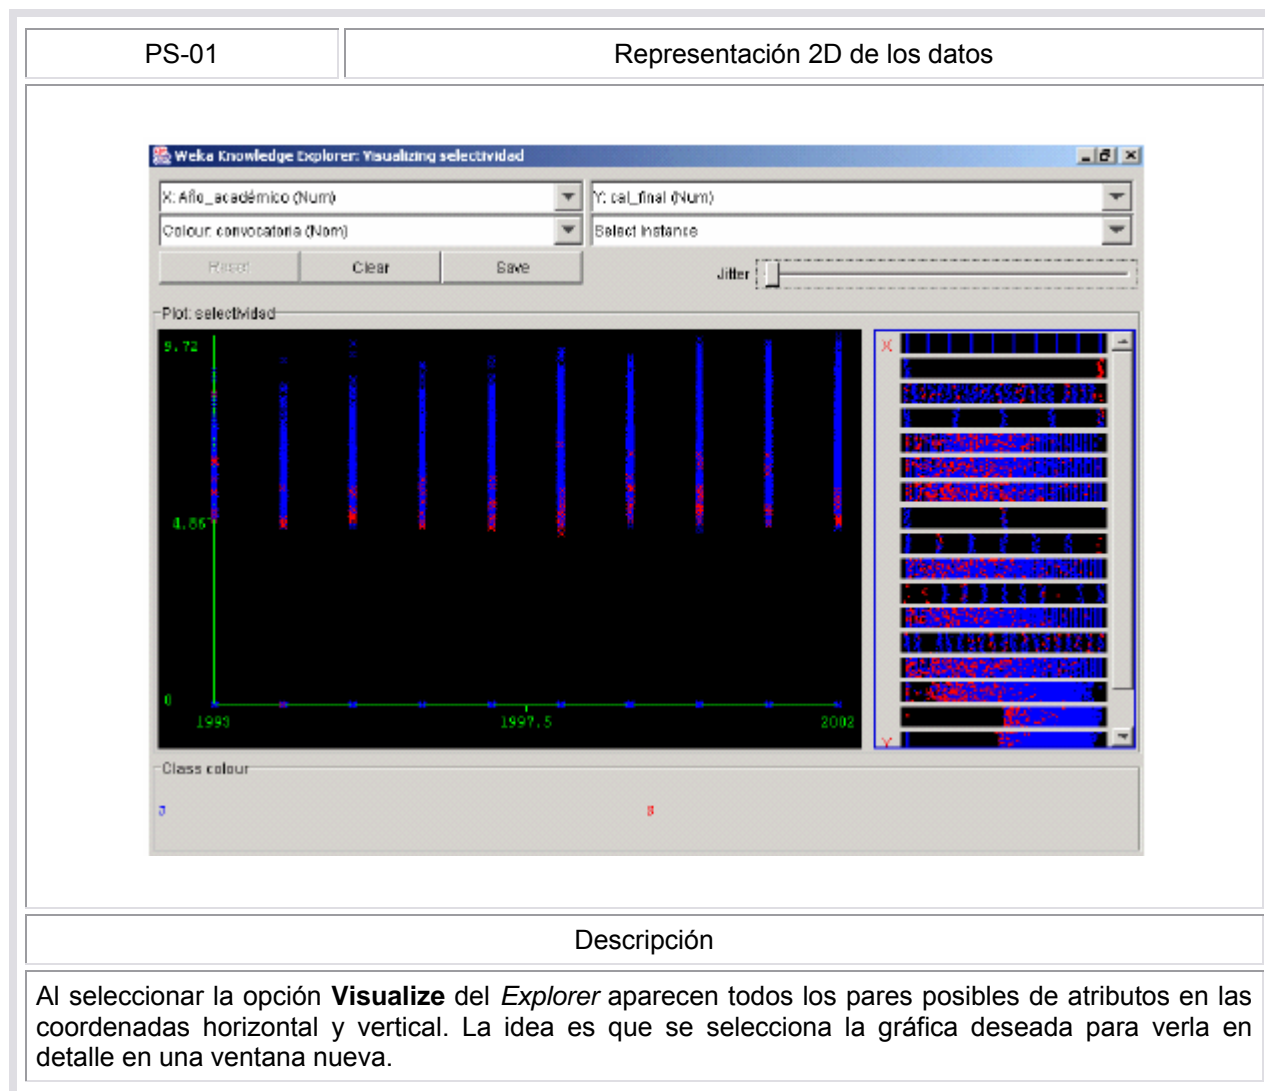 PS-01
Representación 2D de los datos
Weka Knowledge Explorer: Visualizing selectividad
X: Año_académico (Num)
Y: cal_final (Num)
Colour: convocatoria (Nom)
Select Instance
Reset
Clear
Save
Jitter
Plot: selectividad
9.72
X
4.86
0
1993
1997.5
2002
Y
Class colour
J
S
Descripción
Al seleccionar la opción Visualize del Explorer aparecen todos los pares posibles de atributos en las
coordenadas horizontal y vertical. La idea es que se selecciona la gráfica deseada para verla en
detalle en una ventana nueva.